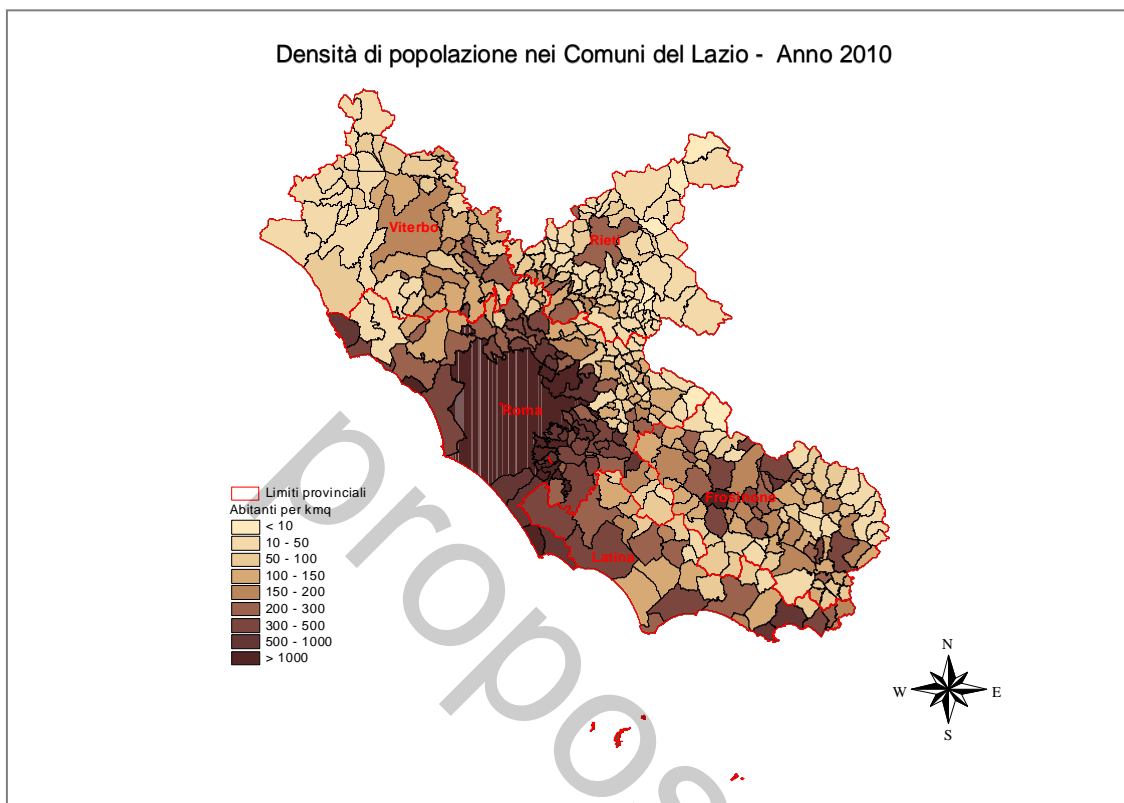 Densità di popolazione nei Comuni del Lazio - Anno 2010
Viterbo
Rieti
Roma
Frosinone
Latina
Limiti provinciali
Abitanti per kmq
< 10
10 - 50
50 - 100
100 - 150
150 - 200
200 - 300
300 - 500
500 - 1000
> 1000
N
W
E
S
propos